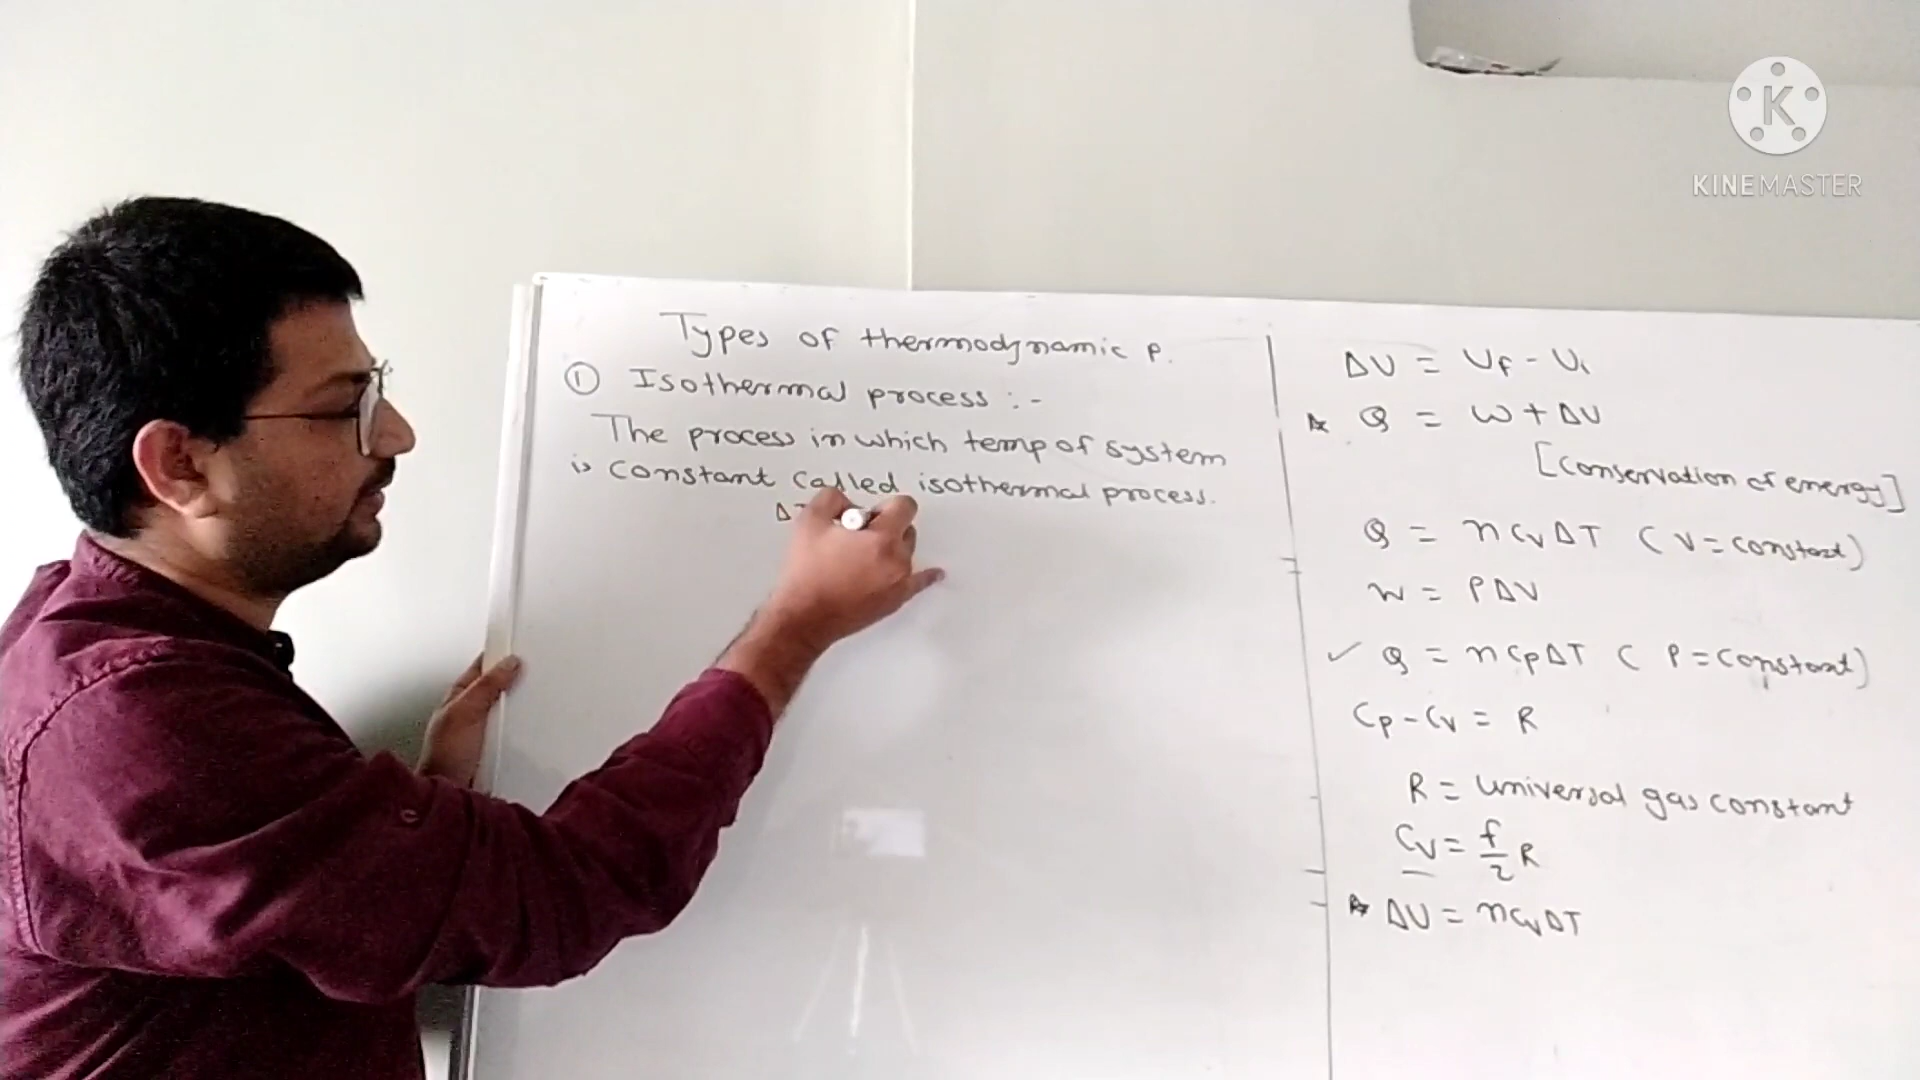 K
KINEMASTER
Types of thermodynamic P.
① Isothermal process :-
The process in which temp of system
is constant called isothermal process.
ΔT
ΔU = Uf - Ui
☆ Q = W + ΔU
[conservation of energy]
Q = nCvΔT ( V = constant)
W = PΔV
✓ Q = nCpΔT ( P = constant)
Cp - Cv = R
R = universal gas constant
Cv = f/2 R
☆ ΔU = nCvΔT